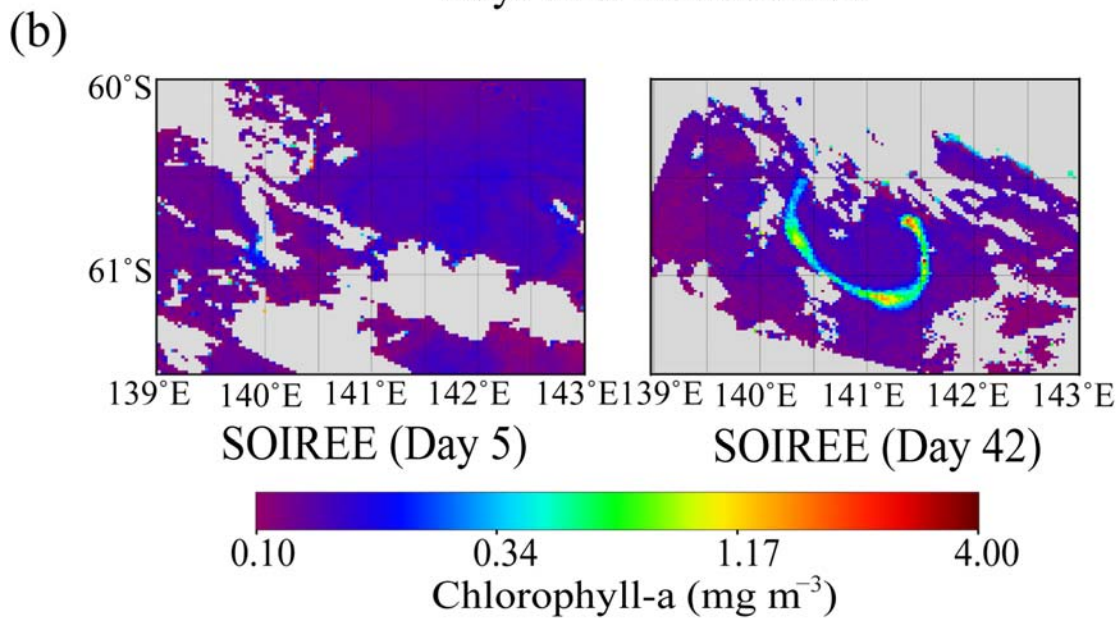 (b)
60°S
61°S
139°E 140°E 141°E 142°E 143°E 139°E 140°E 141°E 142°E 143°E
SOIREE (Day 5) SOIREE (Day 42)
0.10 0.34 1.17 4.00
Chlorophyll-a (mg m⁻³)